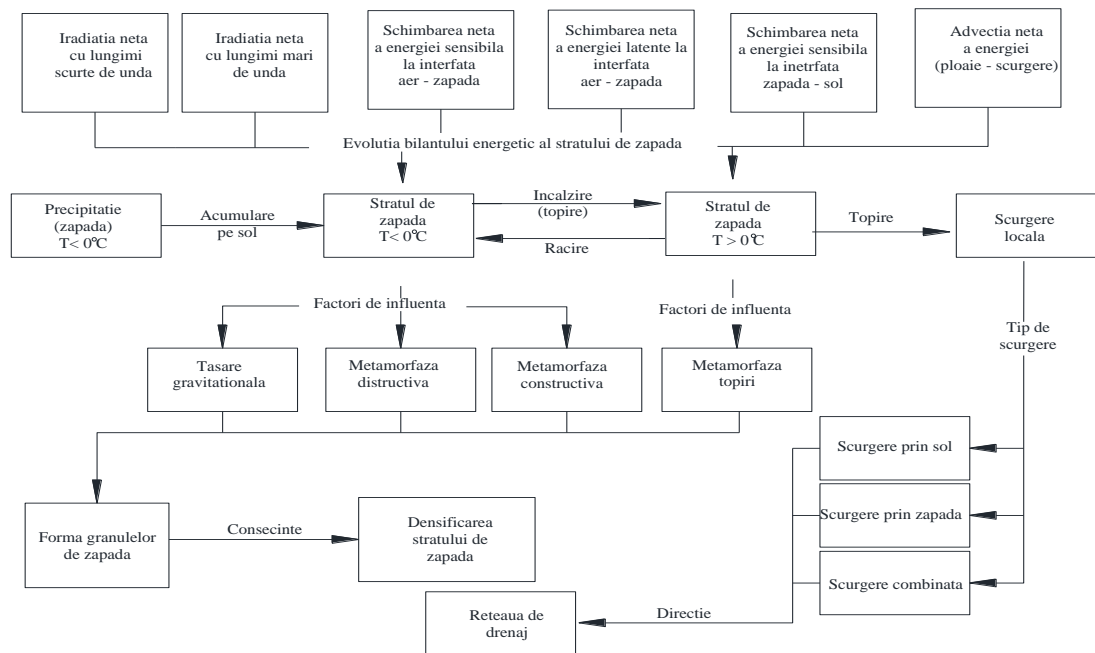 Iradiatia neta
cu lungimi
scurte de unda
Iradiatia neta
cu lungimi mari
de unda
Schimbarea neta
a energiei sensibila
la interfata
aer - zapada
Schimbarea neta
a energiei latente la
interfata
aer - zapada
Schimbarea neta
a energiei sensibila
la inetrfata
zapada - sol
Advectia neta
a energiei
(ploaie - scurgere)
Evolutia bilantului energetic al stratului de zapada
Precipitatie
(zapada)
T< 0°C
Acumulare
pe sol
Stratul de
zapada
T< 0°C
Incalzire
(topire)
Racire
Stratul de
zapada
T > 0°C
Topire
Scurgere
locala
Factori de influenta
Factori de influenta
Tip de
scurgere
Tasare
gravitationala
Metamorfaza
distructiva
Metamorfaza
constructiva
Metamorfaza
topiri
Scurgere prin sol
Scurgere prin zapada
Scurgere combinata
Forma granulelor
de zapada
Consecinte
Densificarea
stratului de
zapada
Reteaua de
drenaj
Directie